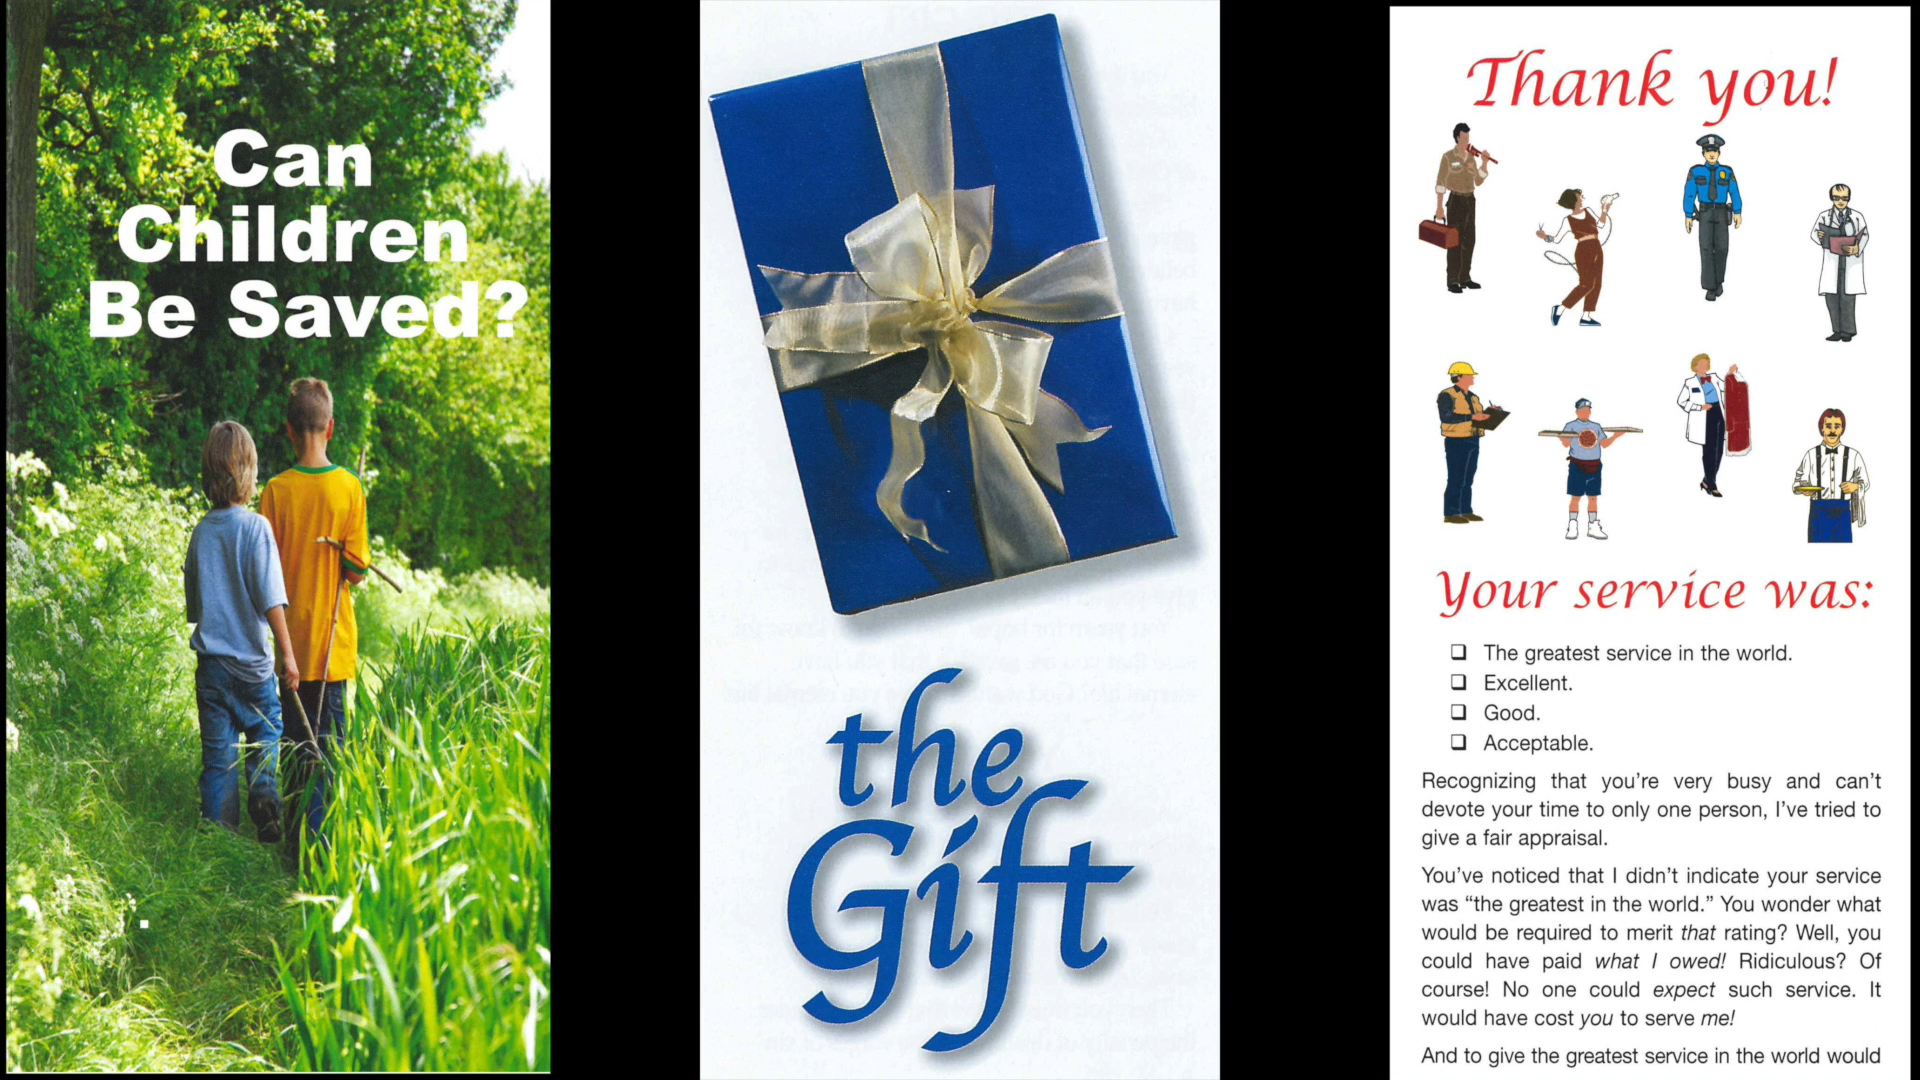 Can
Children
Be Saved?
the
Gift
Thank you!
Your service was:
❑ The greatest service in the world.
❑ Excellent.
❑ Good.
❑ Acceptable.
Recognizing that you're very busy and can't
devote your time to only one person, I've tried to
give a fair appraisal.
You've noticed that I didn't indicate your service
was “the greatest in the world.” You wonder what
would be required to merit that rating? Well, you
could have paid what I owed! Ridiculous? Of
course! No one could expect such service. It
would have cost you to serve me!
And to give the greatest service in the world would